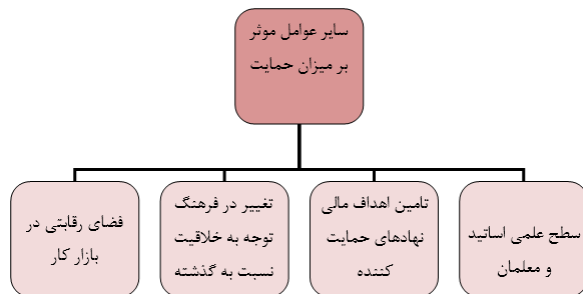 سایر عوامل موثر
بر میزان حمایت
سطح علمی اساتید
و معلمان
تامین اهداف مالی
نهادهای حمایت
کننده
تغییر در فرهنگ
توجه به خلاقیت
نسبت به گذشته
فضای رقابتی در
بازار کار